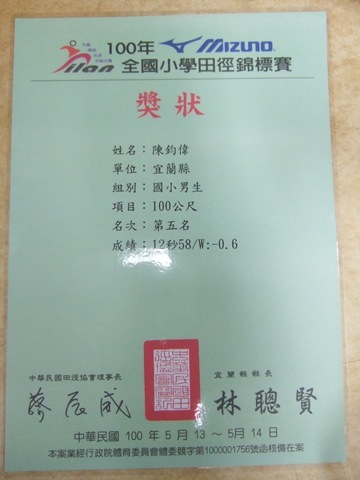 ilan
100年 MIZUNO
全國小學田徑錦標賽
獎狀
姓名：陳鈞偉
單位：宜蘭縣
組別：國小男生
項目：100公尺
名次：第五名
成績：12秒58/W:-0.6
中華民國田徑協會理事長
蔡辰威
宜蘭縣縣長
林聰賢
中華民國 100 年 5 月 13 ～ 5 月 14 日
本案業經行政院體育委員會體委競字第1000001756號函核備在案